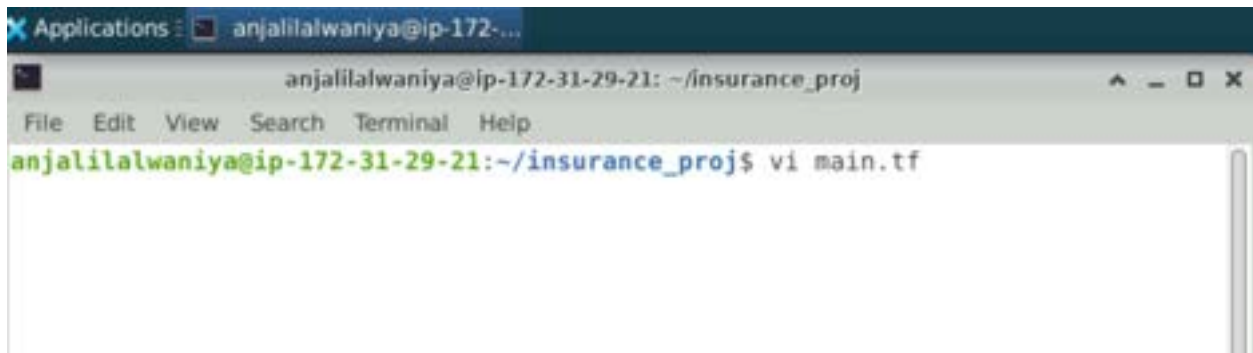 Applications : anjalilalwaniya@ip-172-...
anjalilalwaniya@ip-172-31-29-21: ~/insurance_proj
File Edit View Search Terminal Help
anjalilalwaniya@ip-172-31-29-21:~/insurance_proj$ vi main.tf